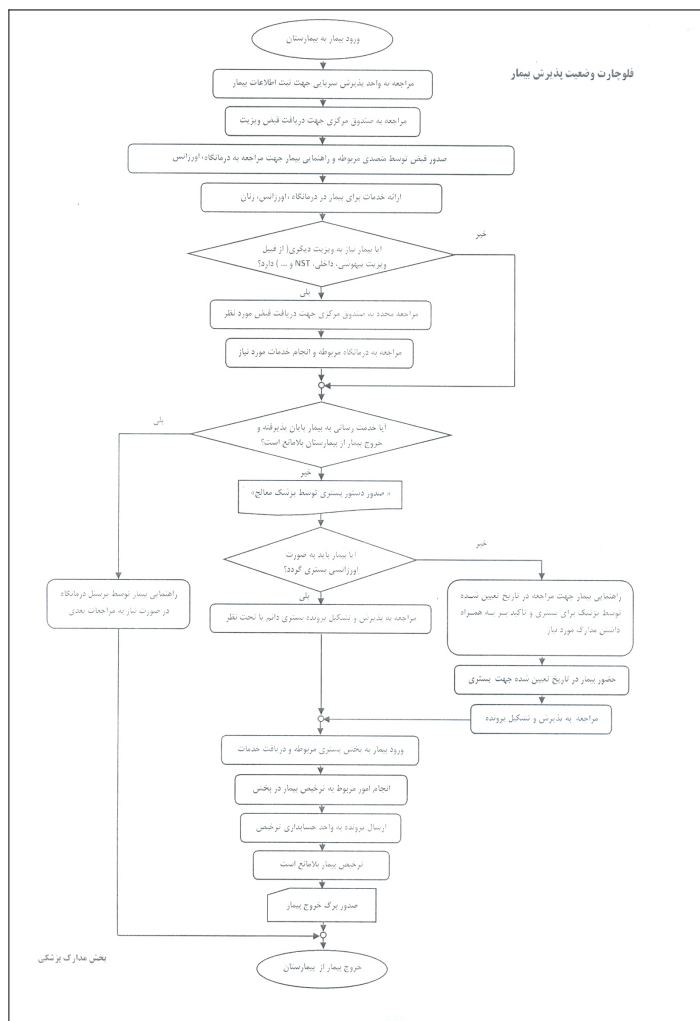 فلوچارت وضعیت پذیرش بیمار
ورود بیمار به بیمارستان
مراجعه به واحد پذیرش سرپایی جهت ثبت اطلاعات بیمار
مراجعه به صندوق مرکزی جهت دریافت قبض ویزیت
صدور قبض توسط متصدی مربوطه و راهنمایی بیمار جهت مراجعه به درمانگاه، اورژانس
ارائه خدمات برای بیمار در درمانگاه ، اورژانس، زنان
آیا بیمار نیاز به ویزیت دیگری( از قبیل
ویزیت بیهوشی، داخلی، NST و ... ) دارد؟
خیر
بلی
مراجعه مجدد به صندوق مرکزی جهت دریافت قبض مورد نظر
مراجعه به درمانگاه مربوطه و انجام خدمات مورد نیاز
آیا خدمت رسانی به بیمار پایان پذیرفته و
خروج بیمار از بیمارستان بلامانع است؟
بلی
خیر
« صدور دستور بستری توسط پزشک معالج»
آیا بیمار باید به صورت
اورژانسی بستری گردد؟
خیر
بلی
راهنمایی بیمار جهت مراجعه در تاریخ تعیین شده
توسط پزشک برای بستری و تاکید بر به همراه
داشتن مدارک مورد نیاز
راهنمایی بیمار توسط پرسنل درمانگاه
در صورت نیاز به مراجعات بعدی
مراجعه به پذیرش و تشکیل پرونده بستری دائم یا تحت نظر
حضور بیمار در تاریخ تعیین شده جهت بستری
مراجعه به پذیرش و تشکیل پرونده
ورود بیمار به بخش بستری مربوطه و دریافت خدمات
انجام امور مربوط به ترخیص بیمار در بخش
ارسال پرونده به واحد حسابداری ترخیص
ترخیص بیمار بلامانع است
صدور برگ خروج بیمار
خروج بیمار از بیمارستان
بخش مدارک پزشکی